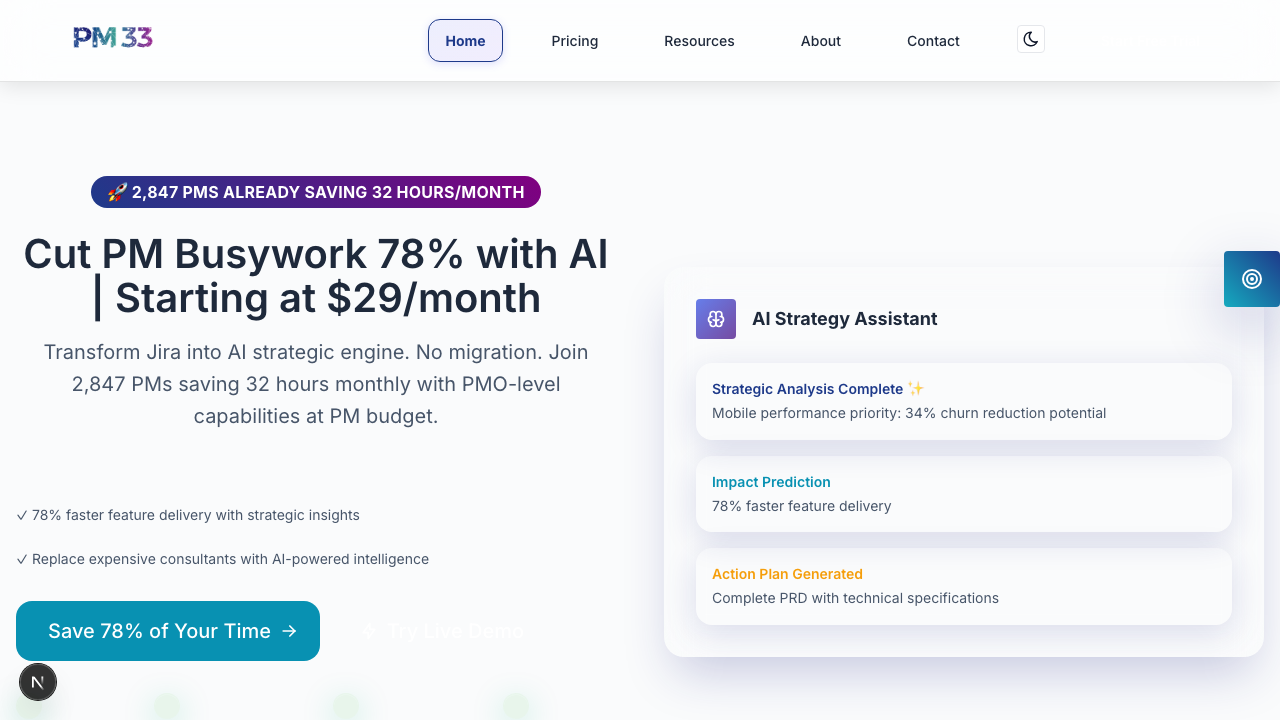 PM 33
Home
Pricing
Resources
About
Contact
🚀 2,847 PMS ALREADY SAVING 32 HOURS/MONTH
Cut PM Busywork 78% with AI
| Starting at $29/month
Transform Jira into AI strategic engine. No migration. Join
2,847 PMs saving 32 hours monthly with PMO-level
capabilities at PM budget.
✓ 78% faster feature delivery with strategic insights
✓ Replace expensive consultants with AI-powered intelligence
Save 78% of Your Time →
Try Live Demo
N
AI Strategy Assistant
Strategic Analysis Complete ✨
Mobile performance priority: 34% churn reduction potential
Impact Prediction
78% faster feature delivery
Action Plan Generated
Complete PRD with technical specifications